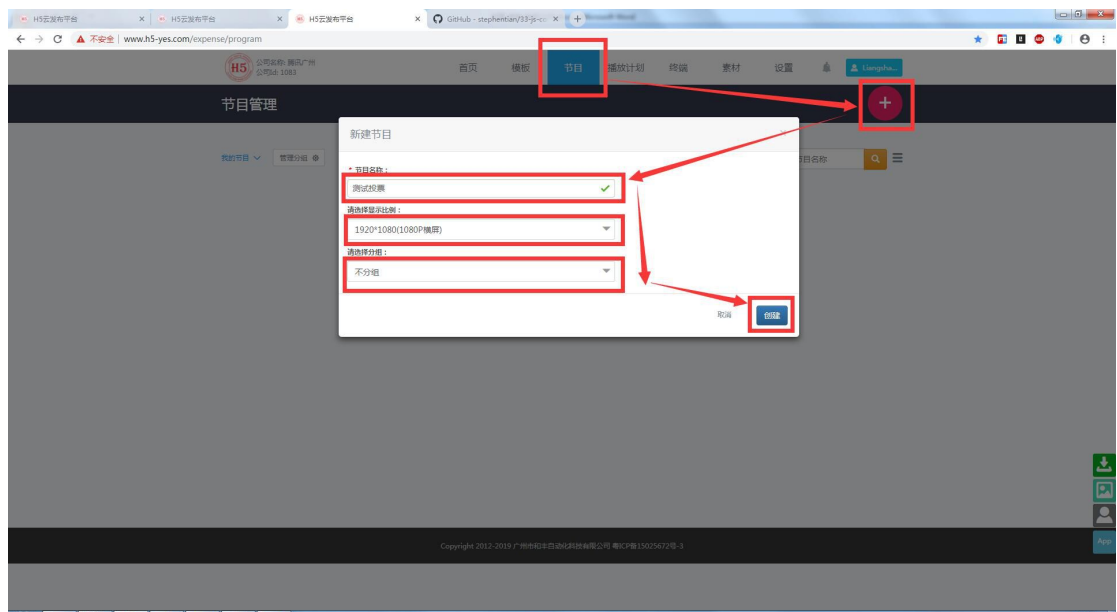 H5云发布平台
H5云发布平台
H5云发布平台
GitHub - stephentian/33-js-co
不安全 | www.h5-yes.com/expense/program
H5
公司名称: 腾讯广州
公司Id: 1083
首页 模板 节目 播放计划 终端 素材 设置 Liangsha...
节目管理
我的节目 管理分组
节目名称
新建节目
* 节目名称：
测试投票
请选择显示比例：
1920*1080(1080P横屏)
请选择分组：
不分组
取消 创建
App
Copyright 2012-2019 广州市和丰自动化科技有限公司 粤ICP备15025672号-3